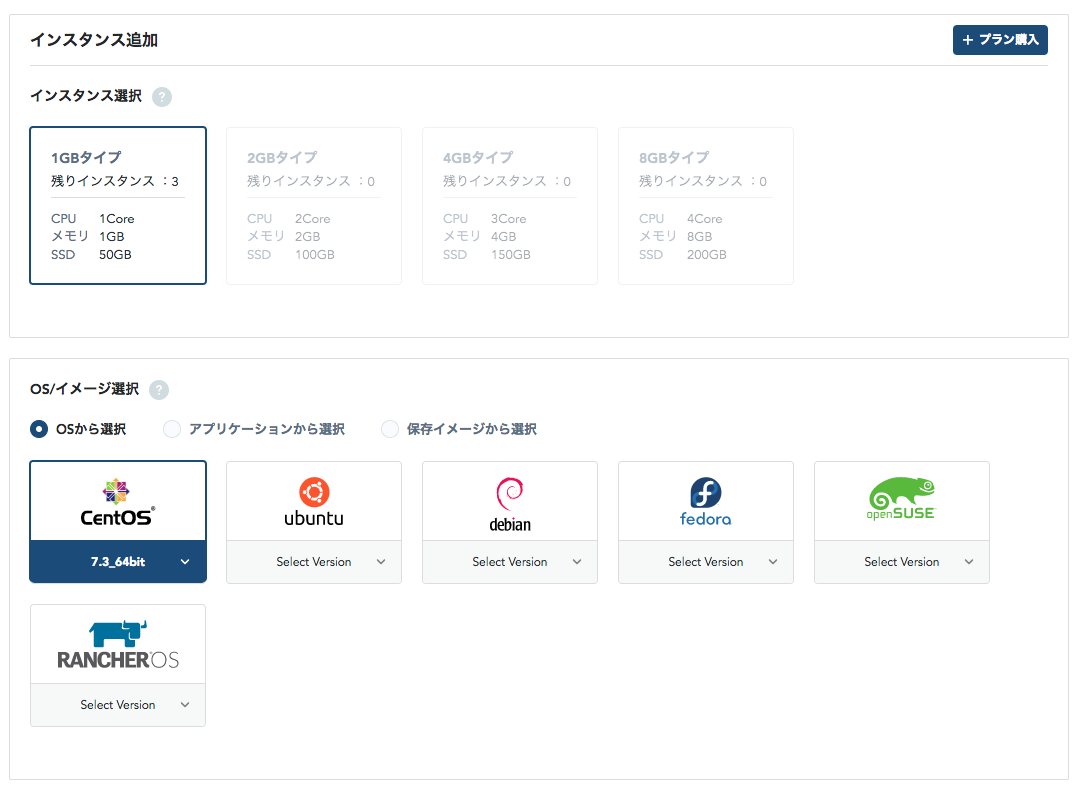 インスタンス追加
＋ プラン購入
インスタンス選択 ?
1GBタイプ
残りインスタンス ：3
CPU 1Core
メモリ 1GB
SSD 50GB
2GBタイプ
残りインスタンス ：0
CPU 2Core
メモリ 2GB
SSD 100GB
4GBタイプ
残りインスタンス ：0
CPU 3Core
メモリ 4GB
SSD 150GB
8GBタイプ
残りインスタンス ：0
CPU 4Core
メモリ 8GB
SSD 200GB
OS/イメージ選択 ?
OSから選択 アプリケーションから選択 保存イメージから選択
CentOS®
7.3_64bit
ubuntu
Select Version
debian
Select Version
fedora
Select Version
openSUSE
Select Version
RANCHER OS
Select Version